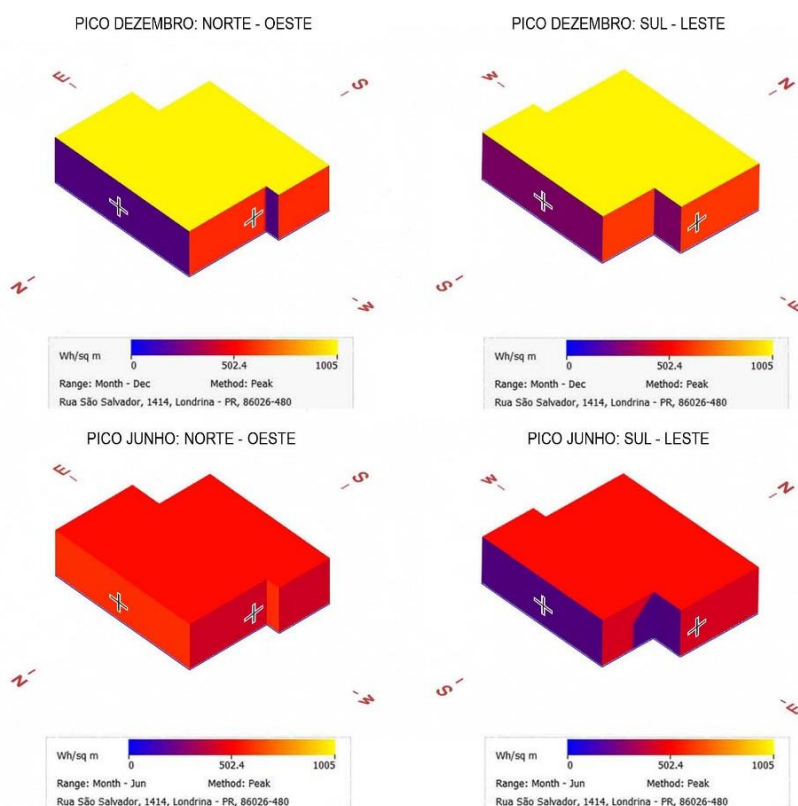 PICO DEZEMBRO: NORTE - OESTE
E
S
N
W
Wh/sq m
0 502.4 1005
Range: Month - Dec Method: Peak
Rua São Salvador, 1414, Londrina - PR, 86026-480
PICO DEZEMBRO: SUL - LESTE
W
N
S
E
Wh/sq m
0 502.4 1005
Range: Month - Dec Method: Peak
Rua São Salvador, 1414, Londrina - PR, 86026-480
PICO JUNHO: NORTE - OESTE
E
S
N
W
Wh/sq m
0 502.4 1005
Range: Month - Jun Method: Peak
Rua São Salvador, 1414, Londrina - PR, 86026-480
PICO JUNHO: SUL - LESTE
W
N
S
E
Wh/sq m
0 502.4 1005
Range: Month - Jun Method: Peak
Rua São Salvador, 1414, Londrina - PR, 86026-480